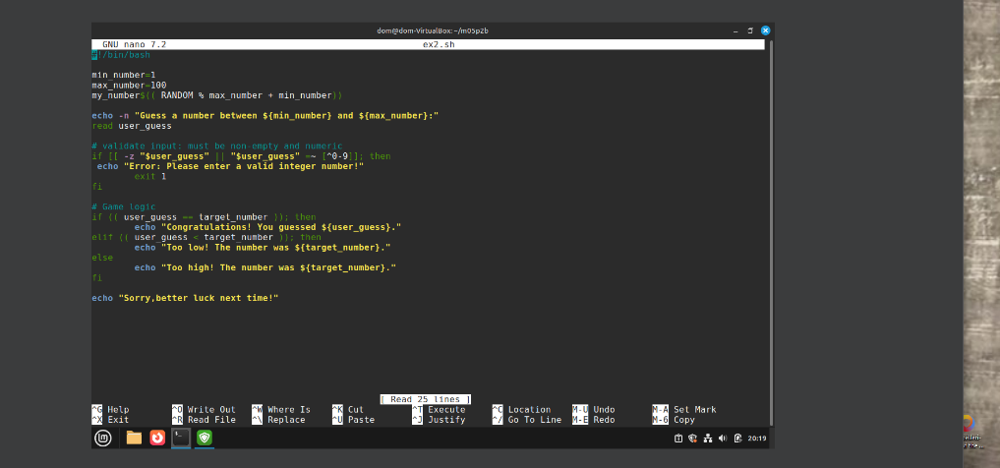 dom@dom-VirtualBox: ~/m05p2b
GNU nano 7.2 ex2.sh
#!/bin/bash
min_number=1
max_number=100
my_number$(( RANDOM % max_number + min_number))
echo -n "Guess a number between ${min_number} and ${max_number}:"
read user_guess
# validate input: must be non-empty and numeric
if [[ -z "$user_guess" || "$user_guess" =~ [^0-9]]; then
echo "Error: Please enter a valid integer number!"
exit 1
fi
# Game logic
if (( user_guess == target_number )); then
echo "Congratulations! You guessed ${user_guess}."
elif (( user_guess < target_number )); then
echo "Too low! The number was ${target_number}."
else
echo "Too high! The number was ${target_number}."
fi
echo "Sorry,better luck next time!"
[ Read 25 lines ]
^G Help ^O Write Out ^W Where Is ^K Cut ^T Execute ^C Location M-U Undo M-A Set Mark
^X Exit ^R Read File ^\ Replace ^U Paste ^J Justify ^/ Go To Line M-E Redo M-6 Copy
20:19